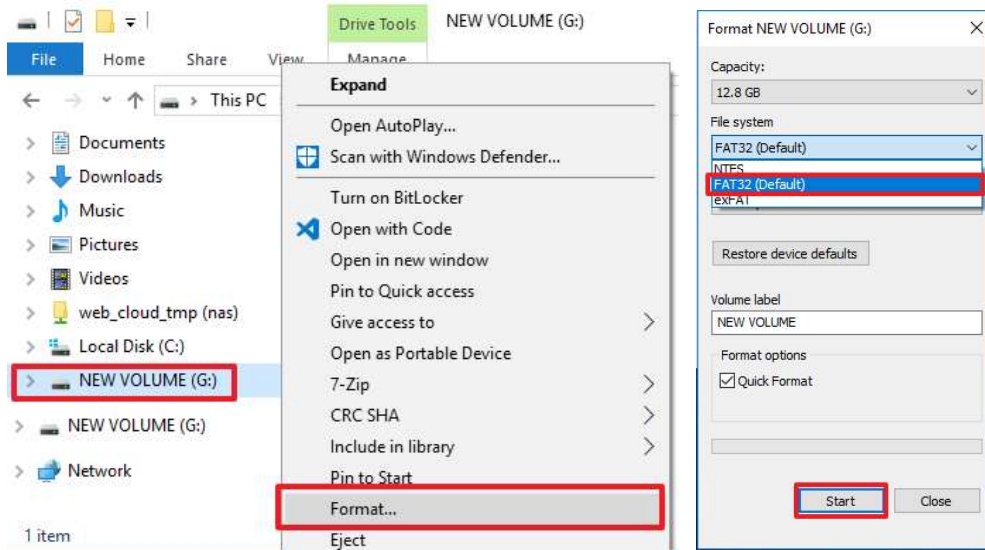 Drive Tools
NEW VOLUME (G:)
File Home Share View Manage
This PC
Documents
Downloads
Music
Pictures
Videos
web_cloud_tmp (nas)
Local Disk (C:)
NEW VOLUME (G:)
NEW VOLUME (G:)
Network
1 item
Expand
Open AutoPlay...
Scan with Windows Defender...
Turn on BitLocker
Open with Code
Open in new window
Pin to Quick access
Give access to
Open as Portable Device
7-Zip
CRC SHA
Include in library
Pin to Start
Format...
Eject
Format NEW VOLUME (G:)
Capacity:
12.8 GB
File system
FAT32 (Default)
NTFS
FAT32 (Default)
exFAT
Restore device defaults
Volume label
NEW VOLUME
Format options
Quick Format
Start Close